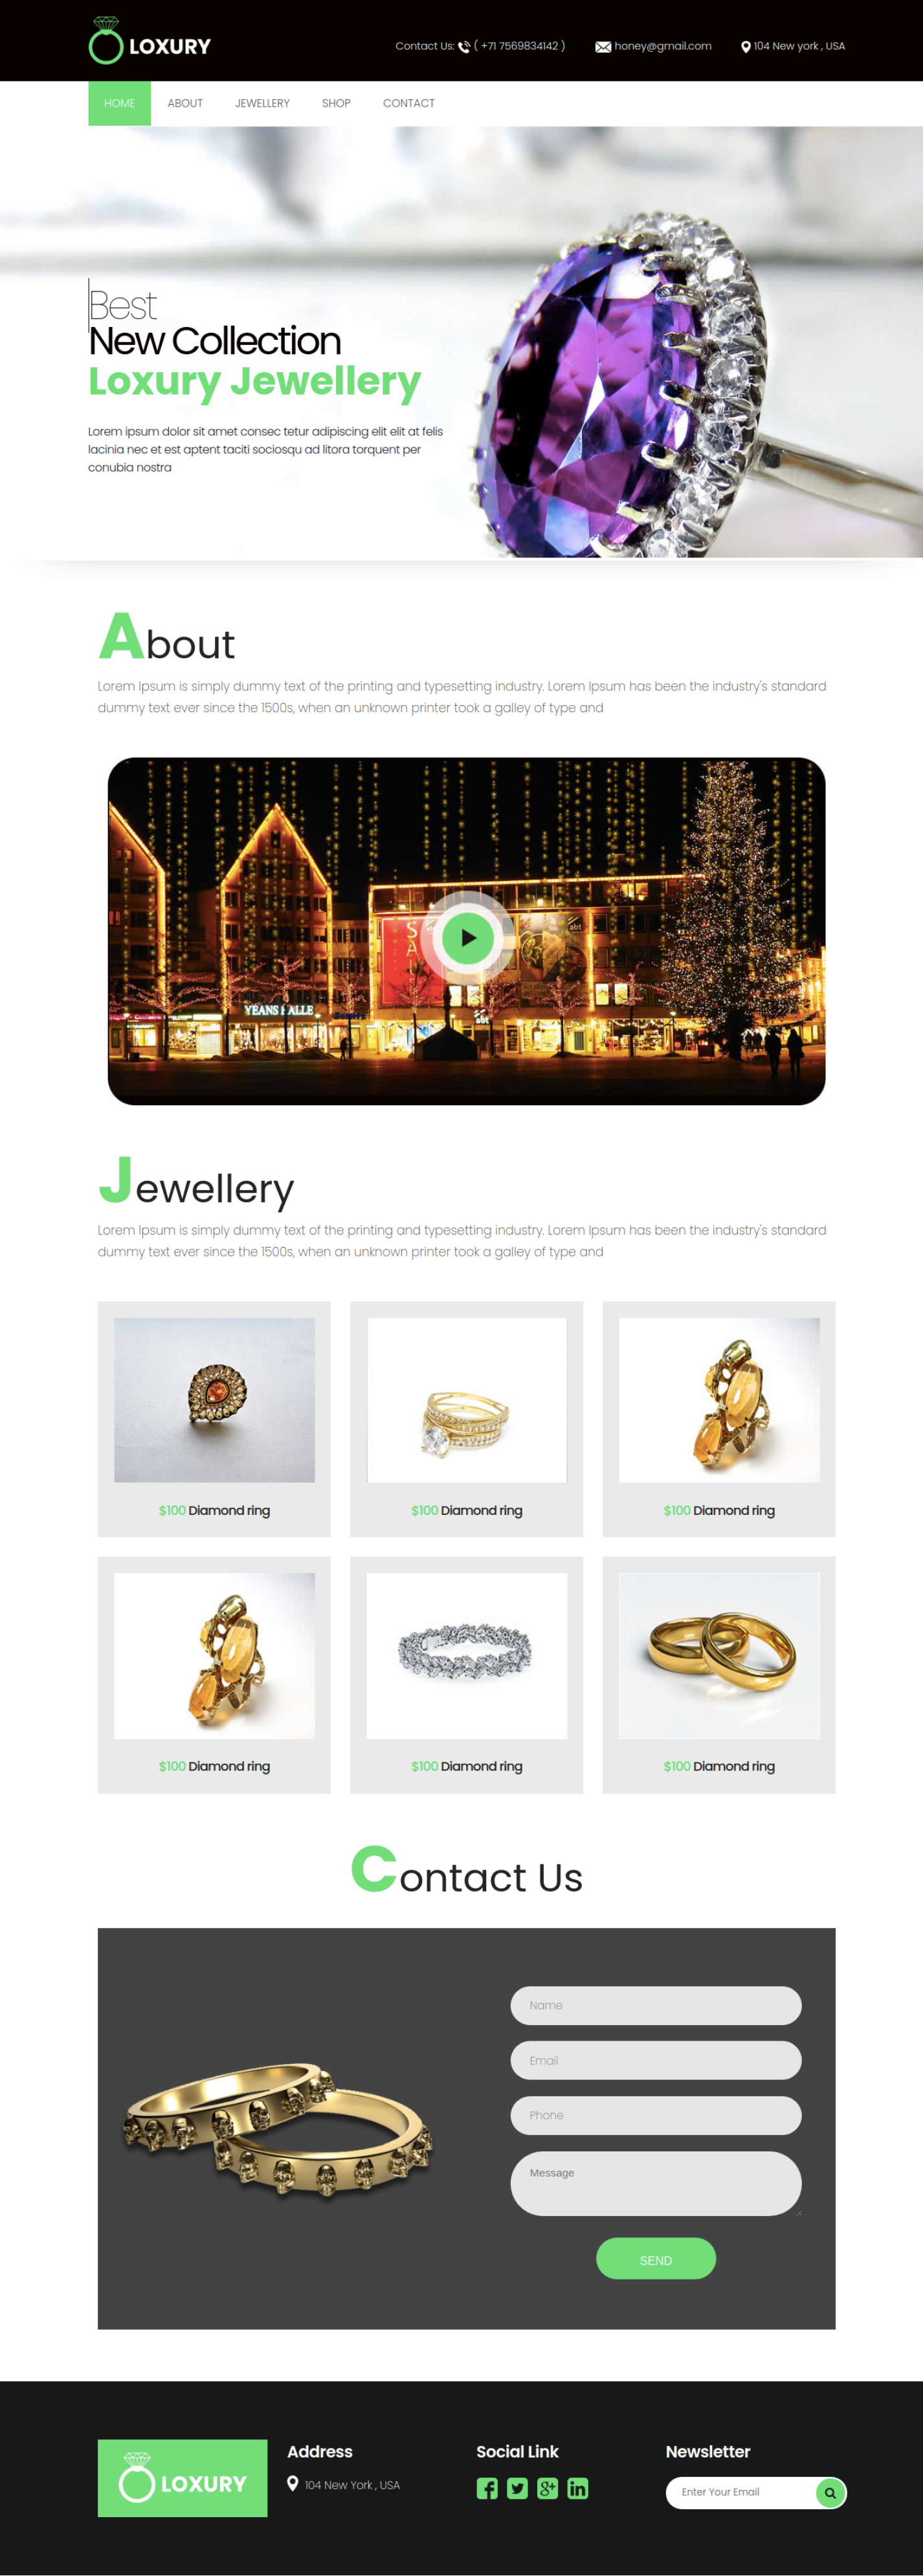 LOXURY
Contact Us: ( +71 7569834142 ) honey@gmail.com 104 New york , USA
HOME ABOUT JEWELLERY SHOP CONTACT
Best
New Collection
Loxury Jewellery
Lorem ipsum dolor sit amet consec tetur adipiscing elit elit at felis
lacinia nec et est aptent taciti sociosqu ad litora torquent per
conubia nostra
About
Lorem Ipsum is simply dummy text of the printing and typesetting industry. Lorem Ipsum has been the industry's standard
dummy text ever since the 1500s, when an unknown printer took a galley of type and
YEANS HALLE
Jewellery
Lorem Ipsum is simply dummy text of the printing and typesetting industry. Lorem Ipsum has been the industry's standard
dummy text ever since the 1500s, when an unknown printer took a galley of type and
$100 Diamond ring
$100 Diamond ring
$100 Diamond ring
$100 Diamond ring
$100 Diamond ring
$100 Diamond ring
Contact Us
Name
Email
Phone
Message
SEND
LOXURY
Address
104 New York , USA
Social Link
Newsletter
Enter Your Email